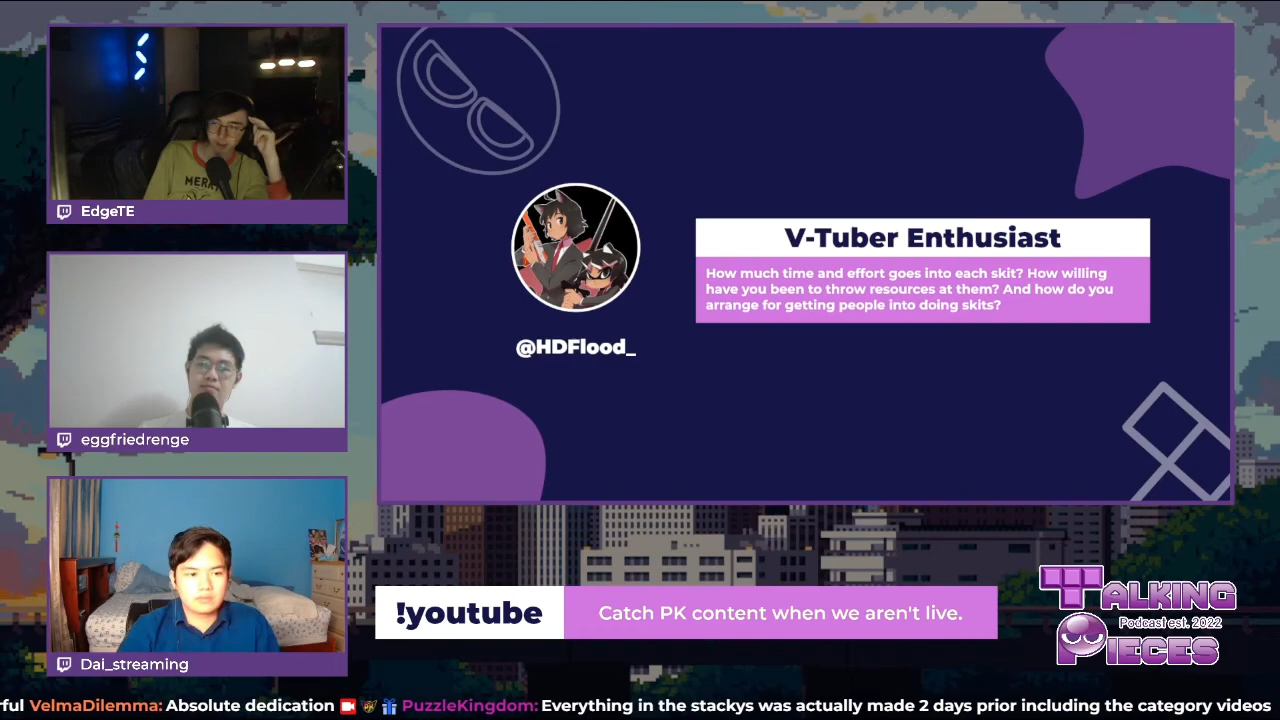 MERRY
EdgeTE
eggfriedrenge
Dai_streaming
V-Tuber Enthusiast
How much time and effort goes into each skit? How willing
have you been to throw resources at them? And how do you
arrange for getting people into doing skits?
@HDFlood_
!youtube
Catch PK content when we aren't live.
TALKING
Podcast est. 2022
PIECES
rful VelmaDilemma: Absolute dedication PuzzleKingdom: Everything in the stackys was actually made 2 days prior including the category videos